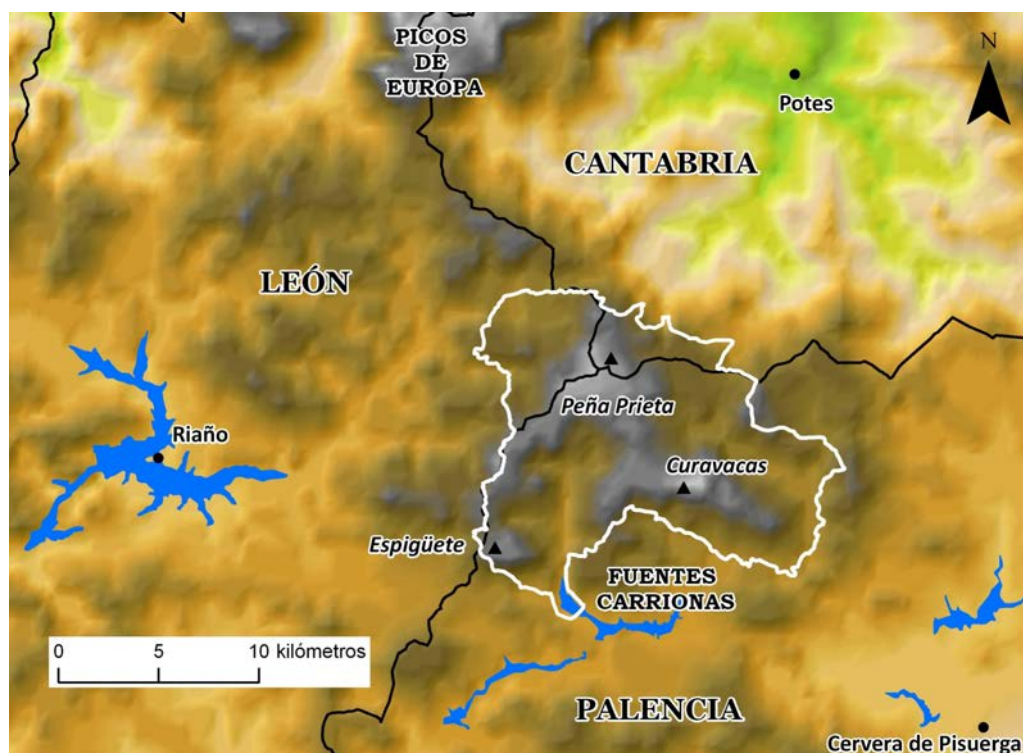 PICOS
DE
EUROPA
N
Potes
CANTABRIA
LEÓN
Peña Prieta
Riaño
Curavacas
Espigüete
FUENTES
CARRIONAS
0 5 10 kilómetros
PALENCIA
Cervera de Pisuerga